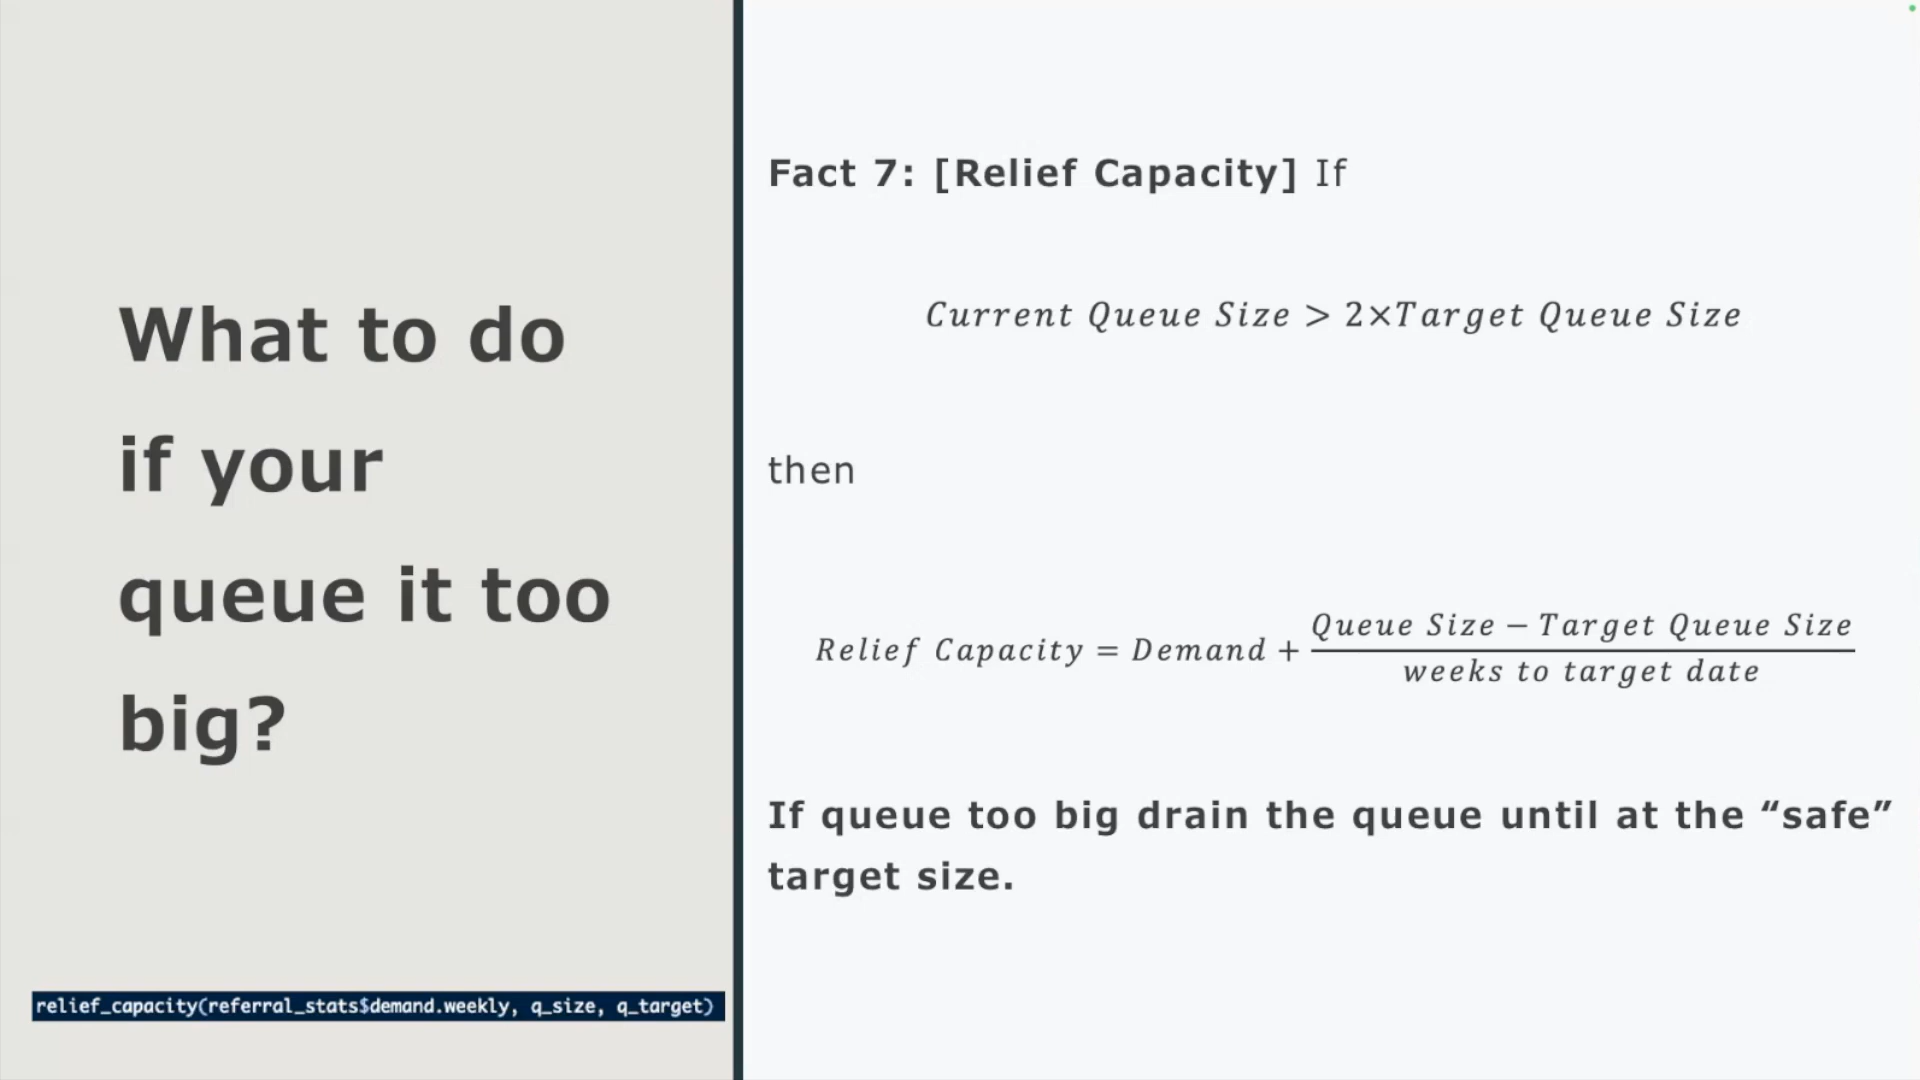 What to do
if your
queue it too
big?
relief_capacity(referral_stats$demand.weekly, q_size, q_target)
Fact 7: [Relief Capacity] If
Current Queue Size > 2×Target Queue Size
then
Relief Capacity = Demand + Queue Size − Target Queue Size
weeks to target date
If queue too big drain the queue until at the “safe”
target size.